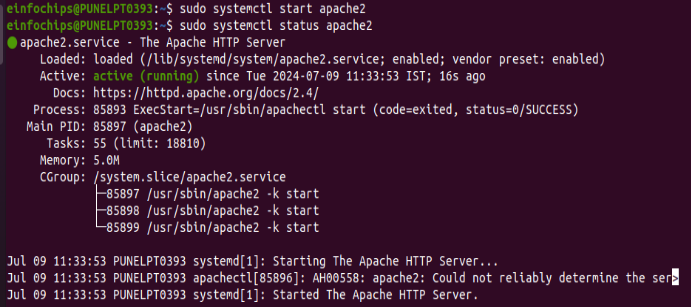 einfochips@PUNELPT0393:~$ sudo systemctl start apache2
einfochips@PUNELPT0393:~$ sudo systemctl status apache2
● apache2.service - The Apache HTTP Server
     Loaded: loaded (/lib/systemd/system/apache2.service; enabled; vendor preset: enabled)
     Active: active (running) since Tue 2024-07-09 11:33:53 IST; 16s ago
       Docs: https://httpd.apache.org/docs/2.4/
    Process: 85893 ExecStart=/usr/sbin/apachectl start (code=exited, status=0/SUCCESS)
   Main PID: 85897 (apache2)
      Tasks: 55 (limit: 18810)
     Memory: 5.0M
     CGroup: /system.slice/apache2.service
             ├─85897 /usr/sbin/apache2 -k start
             ├─85898 /usr/sbin/apache2 -k start
             └─85899 /usr/sbin/apache2 -k start
Jul 09 11:33:53 PUNELPT0393 systemd[1]: Starting The Apache HTTP Server...
Jul 09 11:33:53 PUNELPT0393 apachectl[85896]: AH00558: apache2: Could not reliably determine the ser>
Jul 09 11:33:53 PUNELPT0393 systemd[1]: Started The Apache HTTP Server.